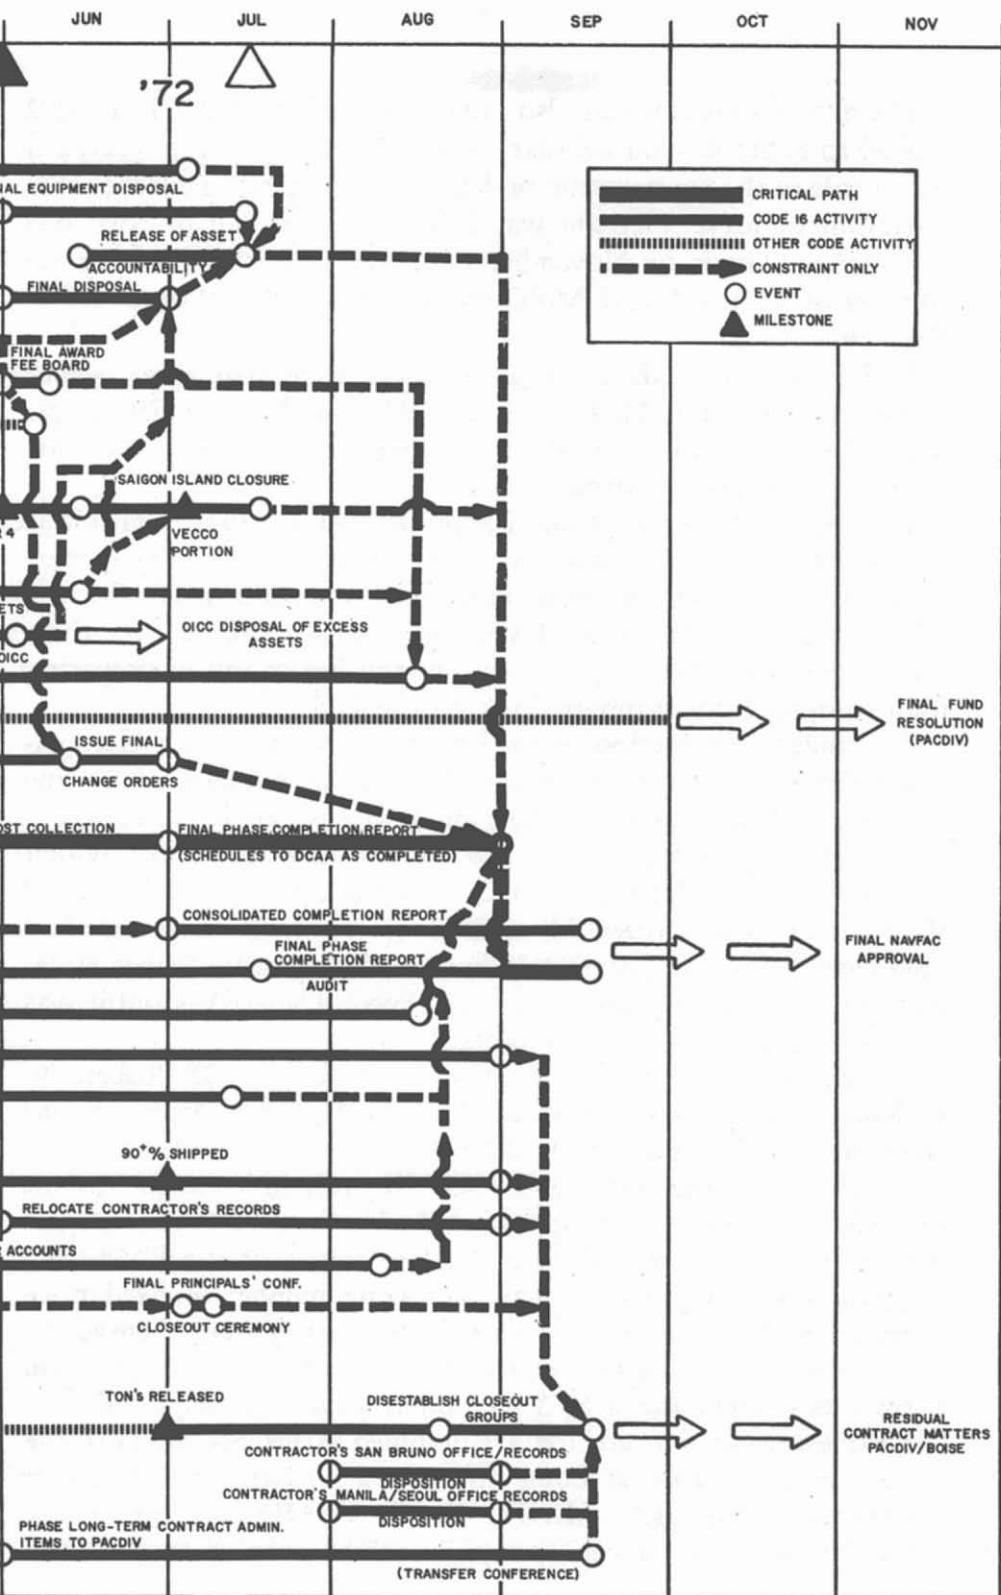 JUN JUL AUG SEP OCT NOV
'72
NAL EQUIPMENT DISPOSAL
CRITICAL PATH
CODE 16 ACTIVITY
OTHER CODE ACTIVITY
CONSTRAINT ONLY
EVENT
MILESTONE
RELEASE OF ASSET
ACCOUNTABILITY
FINAL DISPOSAL
FINAL AWARD
FEE BOARD
SAIGON ISLAND CLOSURE
4
VECCO
PORTION
ETS
OICC DISPOSAL OF EXCESS
ASSETS
OICC
FINAL FUND
RESOLUTION
(PACDIV)
ISSUE FINAL
CHANGE ORDERS
OST COLLECTION
FINAL PHASE COMPLETION REPORT
(SCHEDULES TO DCAA AS COMPLETED)
CONSOLIDATED COMPLETION REPORT
FINAL NAVFAC
APPROVAL
FINAL PHASE
COMPLETION REPORT
AUDIT
90+% SHIPPED
RELOCATE CONTRACTOR'S RECORDS
ACCOUNTS
FINAL PRINCIPALS' CONF.
CLOSEOUT CEREMONY
TON'S RELEASED
DISESTABLISH CLOSEOUT
GROUPS
RESIDUAL
CONTRACT MATTERS
PACDIV/BOISE
CONTRACTOR'S SAN BRUNO OFFICE/RECORDS
DISPOSITION
CONTRACTOR'S MANILA/SEOUL OFFICE RECORDS
DISPOSITION
PHASE LONG-TERM CONTRACT ADMIN.
ITEMS TO PACDIV
(TRANSFER CONFERENCE)